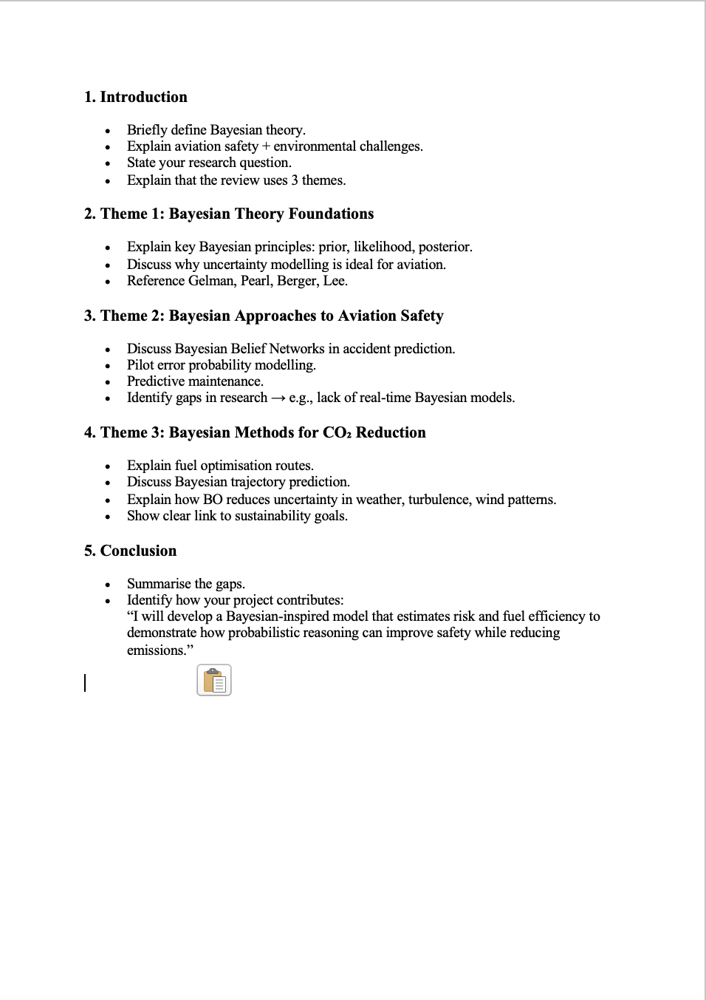 1. Introduction
• Briefly define Bayesian theory.
• Explain aviation safety + environmental challenges.
• State your research question.
• Explain that the review uses 3 themes.
2. Theme 1: Bayesian Theory Foundations
• Explain key Bayesian principles: prior, likelihood, posterior.
• Discuss why uncertainty modelling is ideal for aviation.
• Reference Gelman, Pearl, Berger, Lee.
3. Theme 2: Bayesian Approaches to Aviation Safety
• Discuss Bayesian Belief Networks in accident prediction.
• Pilot error probability modelling.
• Predictive maintenance.
• Identify gaps in research → e.g., lack of real-time Bayesian models.
4. Theme 3: Bayesian Methods for CO₂ Reduction
• Explain fuel optimisation routes.
• Discuss Bayesian trajectory prediction.
• Explain how BO reduces uncertainty in weather, turbulence, wind patterns.
• Show clear link to sustainability goals.
5. Conclusion
• Summarise the gaps.
• Identify how your project contributes:
“I will develop a Bayesian-inspired model that estimates risk and fuel efficiency to
demonstrate how probabilistic reasoning can improve safety while reducing
emissions.”